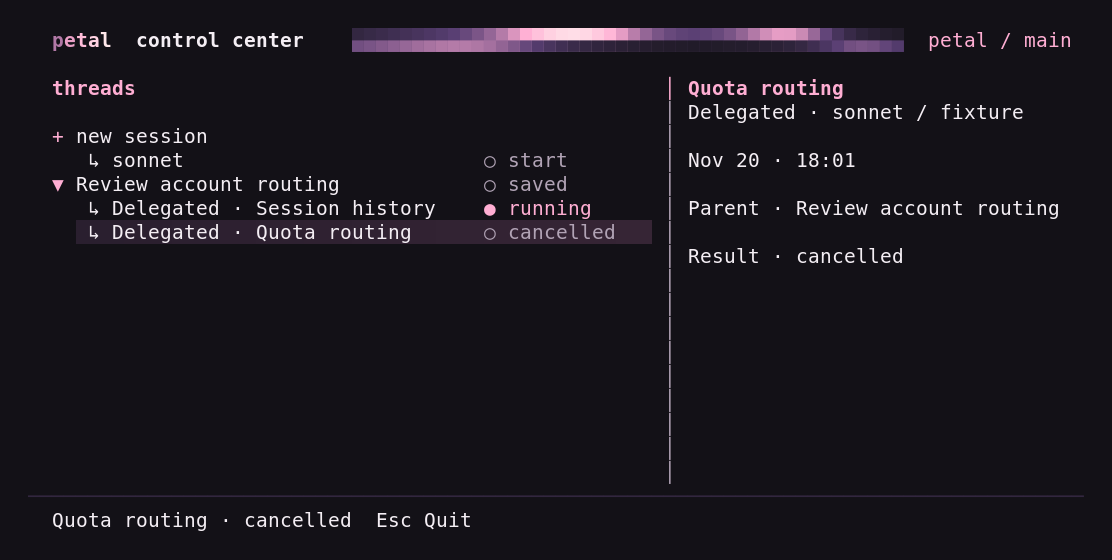 petal control center petal / main
threads
+ new session
↳ sonnet ○ start
▼ Review account routing ○ saved
↳ Delegated · Session history ● running
↳ Delegated · Quota routing ○ cancelled
Quota routing
Delegated · sonnet / fixture
Nov 20 · 18:01
Parent · Review account routing
Result · cancelled
Quota routing · cancelled Esc Quit